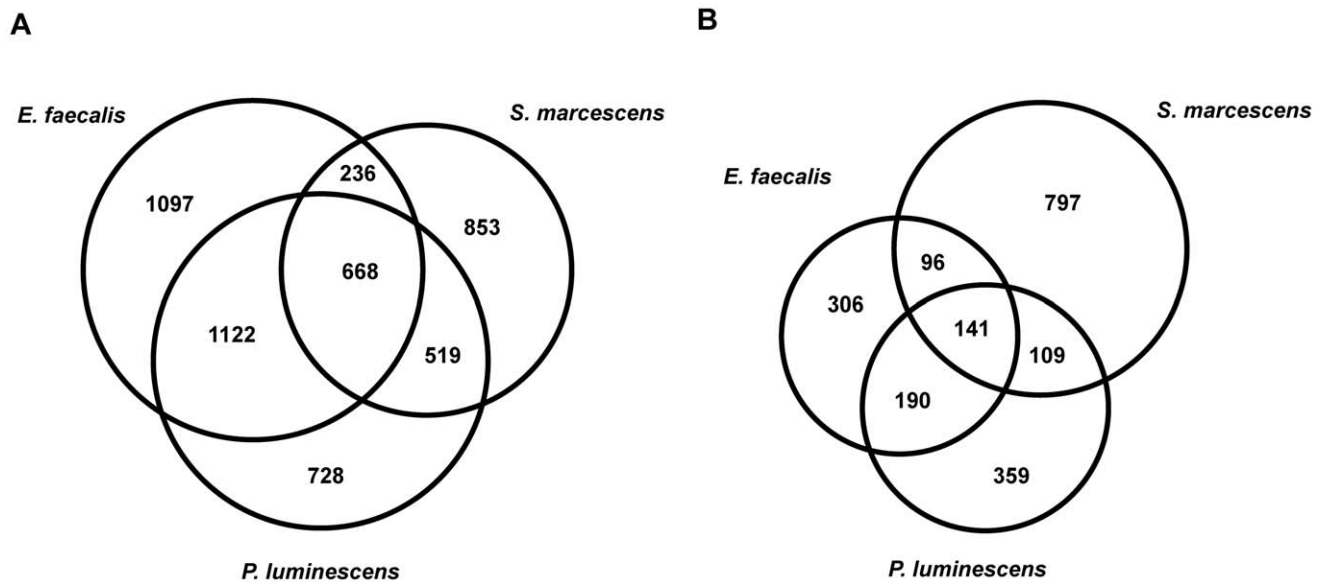 A
E. faecalis
S. marcescens
236
1097
853
668
1122
519
728
P. luminescens
B
S. marcescens
E. faecalis
797
96
306
141
109
190
359
P. luminescens